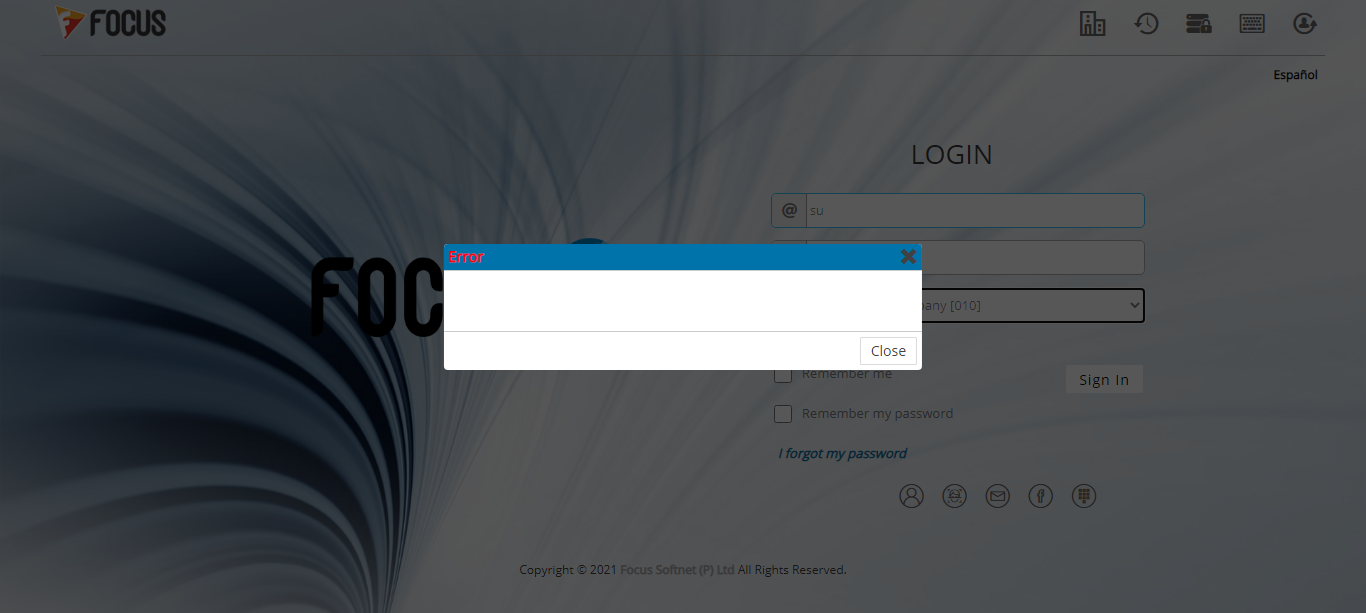 FOCUS
Español
LOGIN
@ su
Error
FOC
any [010]
Close
Remember me
Sign In
Remember my password
I forgot my password
Copyright © 2021 Focus Softnet (P) Ltd All Rights Reserved.